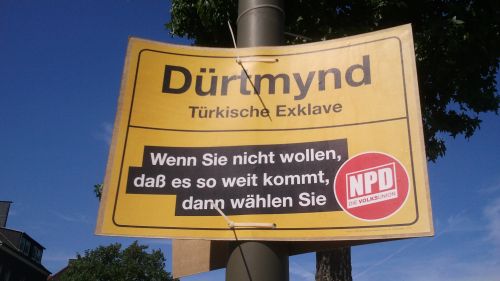 Dürtmynd
Türkische Exklave
Wenn Sie nicht wollen,
daß es so weit kommt,
dann wählen Sie
NPD
DIE VOLKSUNION